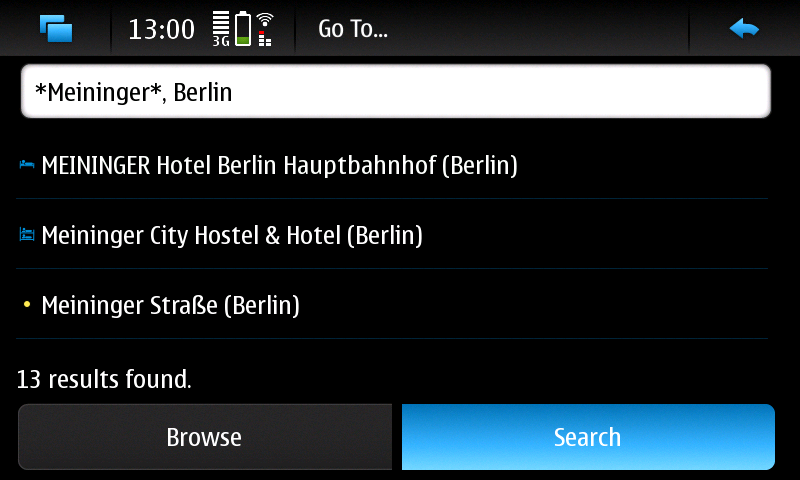 13:00 3G Go To...
*Meininger*, Berlin
MEININGER Hotel Berlin Hauptbahnhof (Berlin)
Meininger City Hostel & Hotel (Berlin)
Meininger Straße (Berlin)
13 results found.
Browse Search